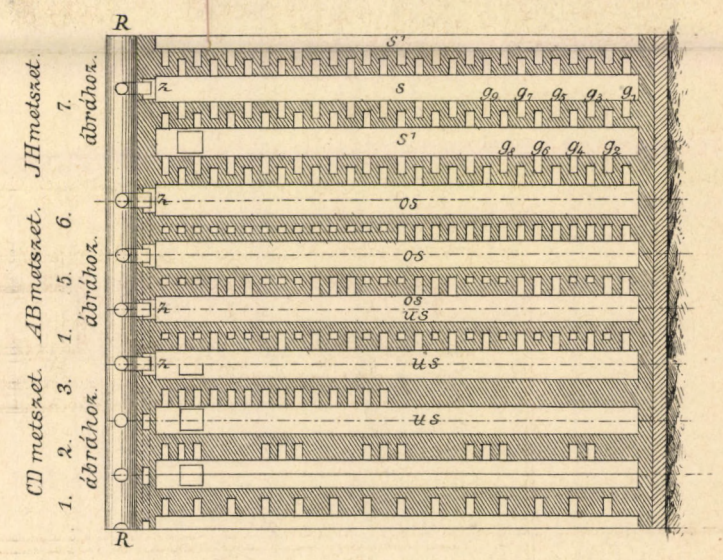 R
s'
JH metszet.
7.
ábrához.
z
s
g9 g7 g5 g3 g1
s'
g8 g6 g4 g2
z
os
AB metszet.
1. 5. 6.
ábrához.
os
z
os
us
z
us
CD metszet.
1. 2. 3.
ábrához.
us
R